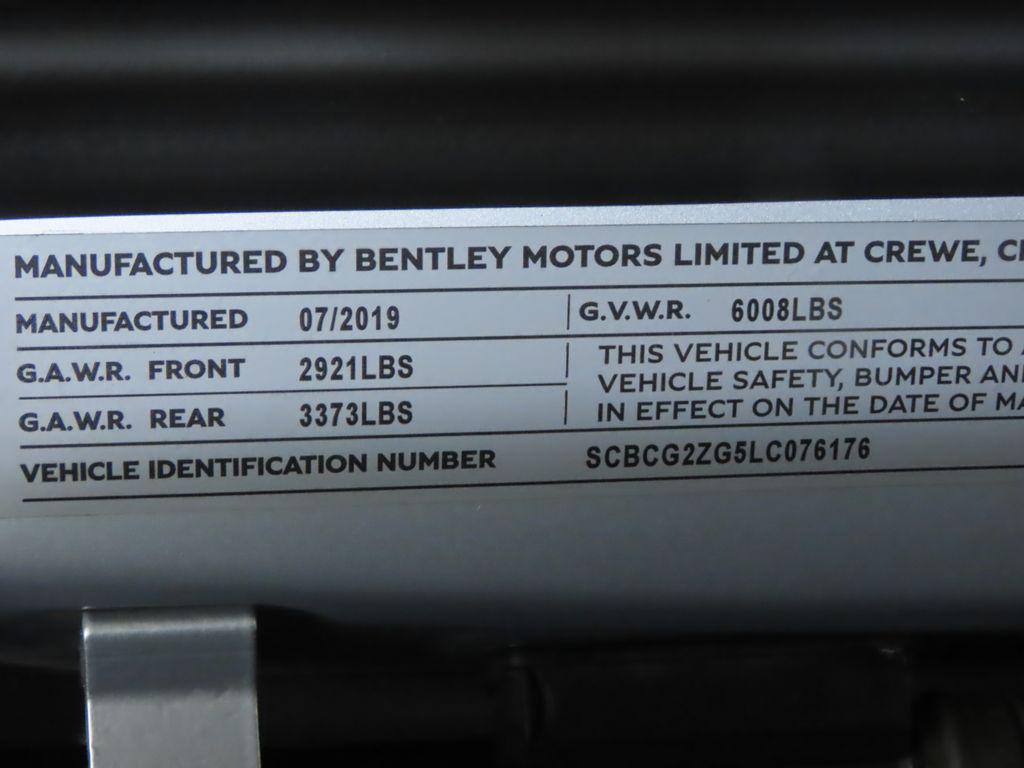 MANUFACTURED BY BENTLEY MOTORS LIMITED AT CREWE,
MANUFACTURED 07/2019 G.V.W.R. 6008LBS
G.A.W.R. FRONT 2921LBS
THIS VEHICLE CONFORMS TO
VEHICLE SAFETY, BUMPER
G.A.W.R. REAR 3373LBS
IN EFFECT ON THE DATE OF
VEHICLE IDENTIFICATION NUMBER SCBCG2ZG5LC076176